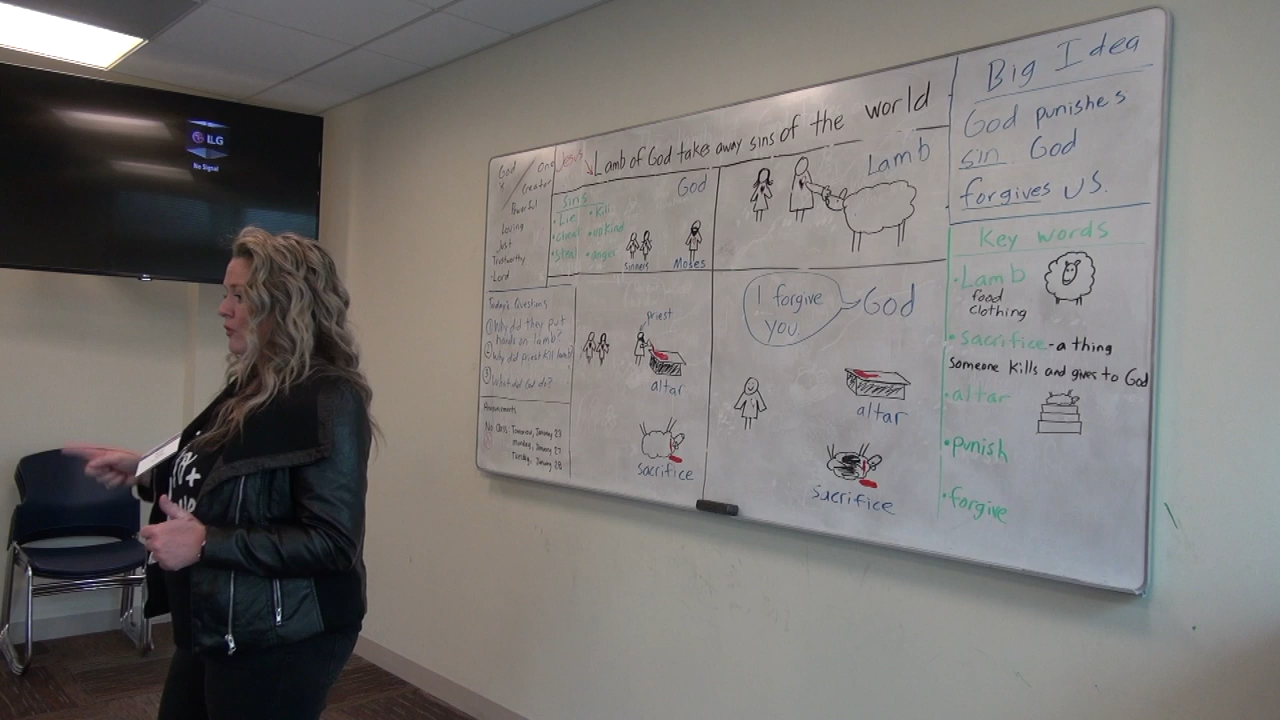 LG
No Signal
God
One
Creator
Powerful
Loving
Just
Trustworthy
Lord
Jesus
Lamb of God take away sins of the world
Sins
• Lie • Kill
• cheat • unkind
• steal • anger
God
sinners
Moses
Lamb
Today's Questions
① Why did they put
hands on lamb?
② Why did priest kill lamb?
③ What did God do?
Announcements
No Class: Tomorrow, January 23
Monday, January 27
Tuesday, January 28
priest
altar
Sacrifice
I forgive
you.
God
altar
Sacrifice
Big Idea
God punishes
sin God
forgives us.
Key words
• Lamb
food
clothing
• sacrifice - a thing
someone kills and gives to God
• altar
• punish
• forgive